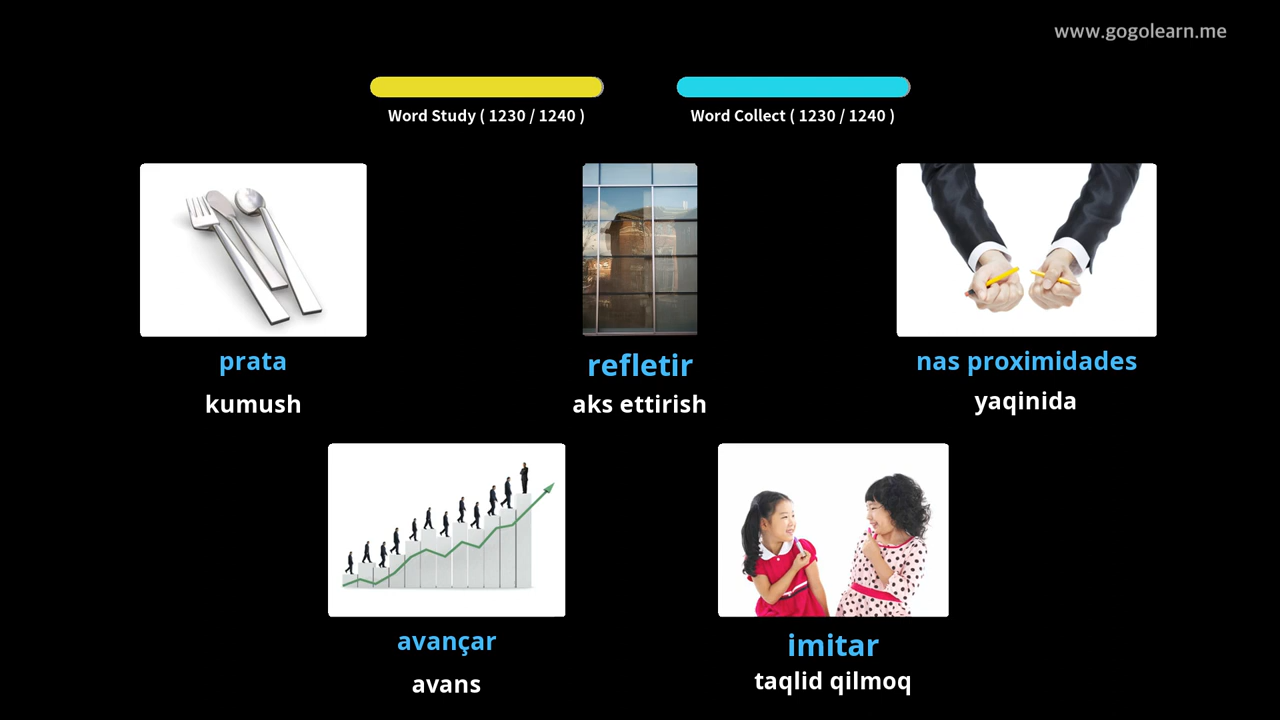 www.gogolearn.me
Word Study ( 1230 / 1240 )
Word Collect ( 1230 / 1240 )
prata
kumush
refletir
aks ettirish
nas proximidades
yaqinida
avançar
avans
imitar
taqlid qilmoq